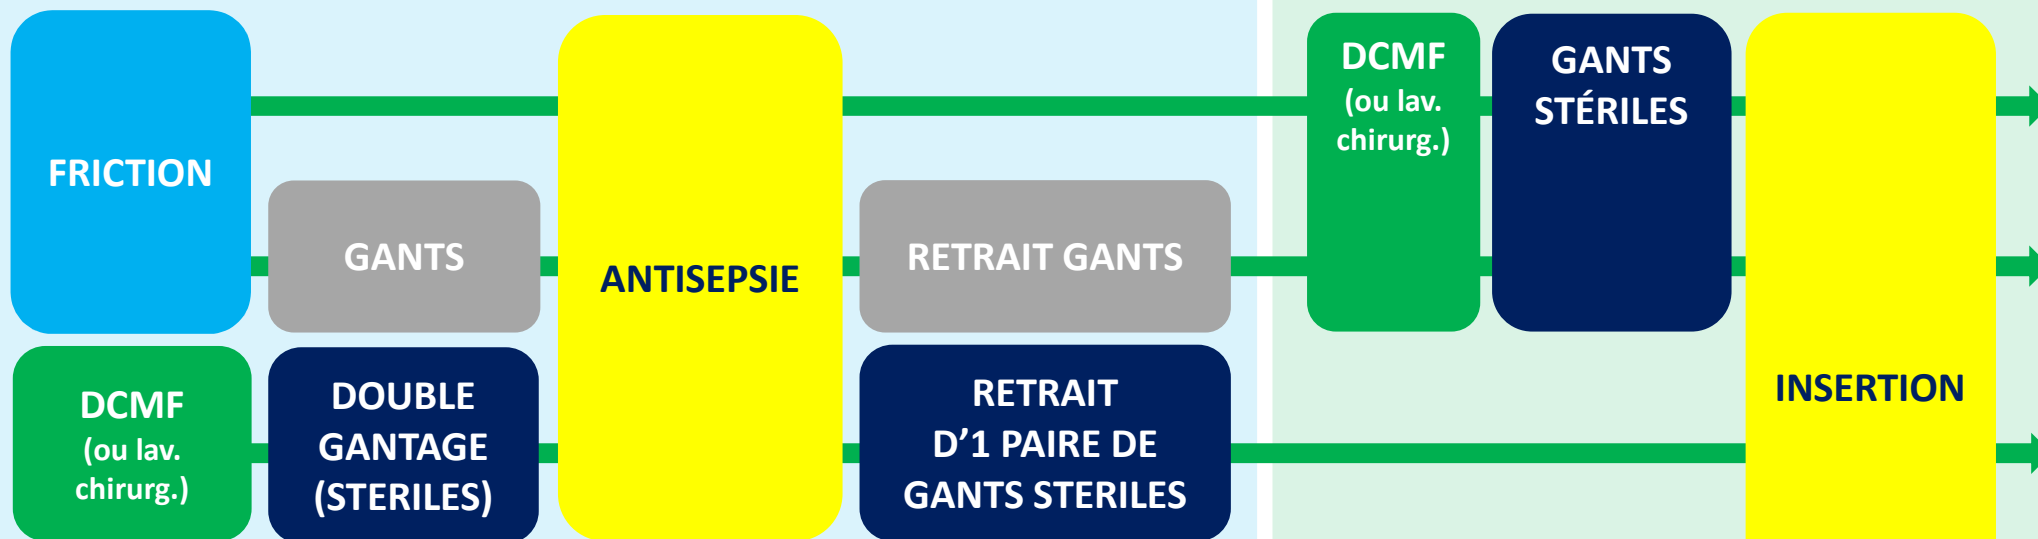 FRICTION
DCMF
(ou lav.
chirurg.)
GANTS
DOUBLE
GANTAGE
(STERILES)
ANTISEPSIE
RETRAIT GANTS
RETRAIT
D’1 PAIRE DE
GANTS STERILES
DCMF
(ou lav.
chirurg.)
GANTS
STÉRILES
INSERTION